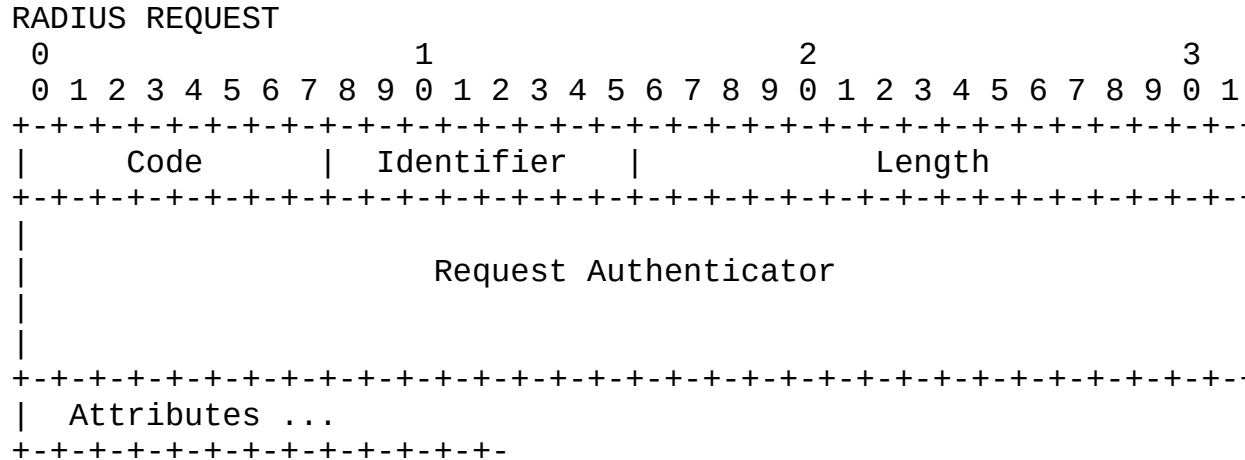 RADIUS REQUEST
 0                   1                   2                   3
 0 1 2 3 4 5 6 7 8 9 0 1 2 3 4 5 6 7 8 9 0 1 2 3 4 5 6 7 8 9 0 1
+-+-+-+-+-+-+-+-+-+-+-+-+-+-+-+-+-+-+-+-+-+-+-+-+-+-+-+-+-+-+-+-+
|     Code      |  Identifier   |            Length
+-+-+-+-+-+-+-+-+-+-+-+-+-+-+-+-+-+-+-+-+-+-+-+-+-+-+-+-+-+-+-+-+
|
|                     Request Authenticator
|
|
+-+-+-+-+-+-+-+-+-+-+-+-+-+-+-+-+-+-+-+-+-+-+-+-+-+-+-+-+-+-+-+-+
|  Attributes ...
+-+-+-+-+-+-+-+-+-+-+-+-+-